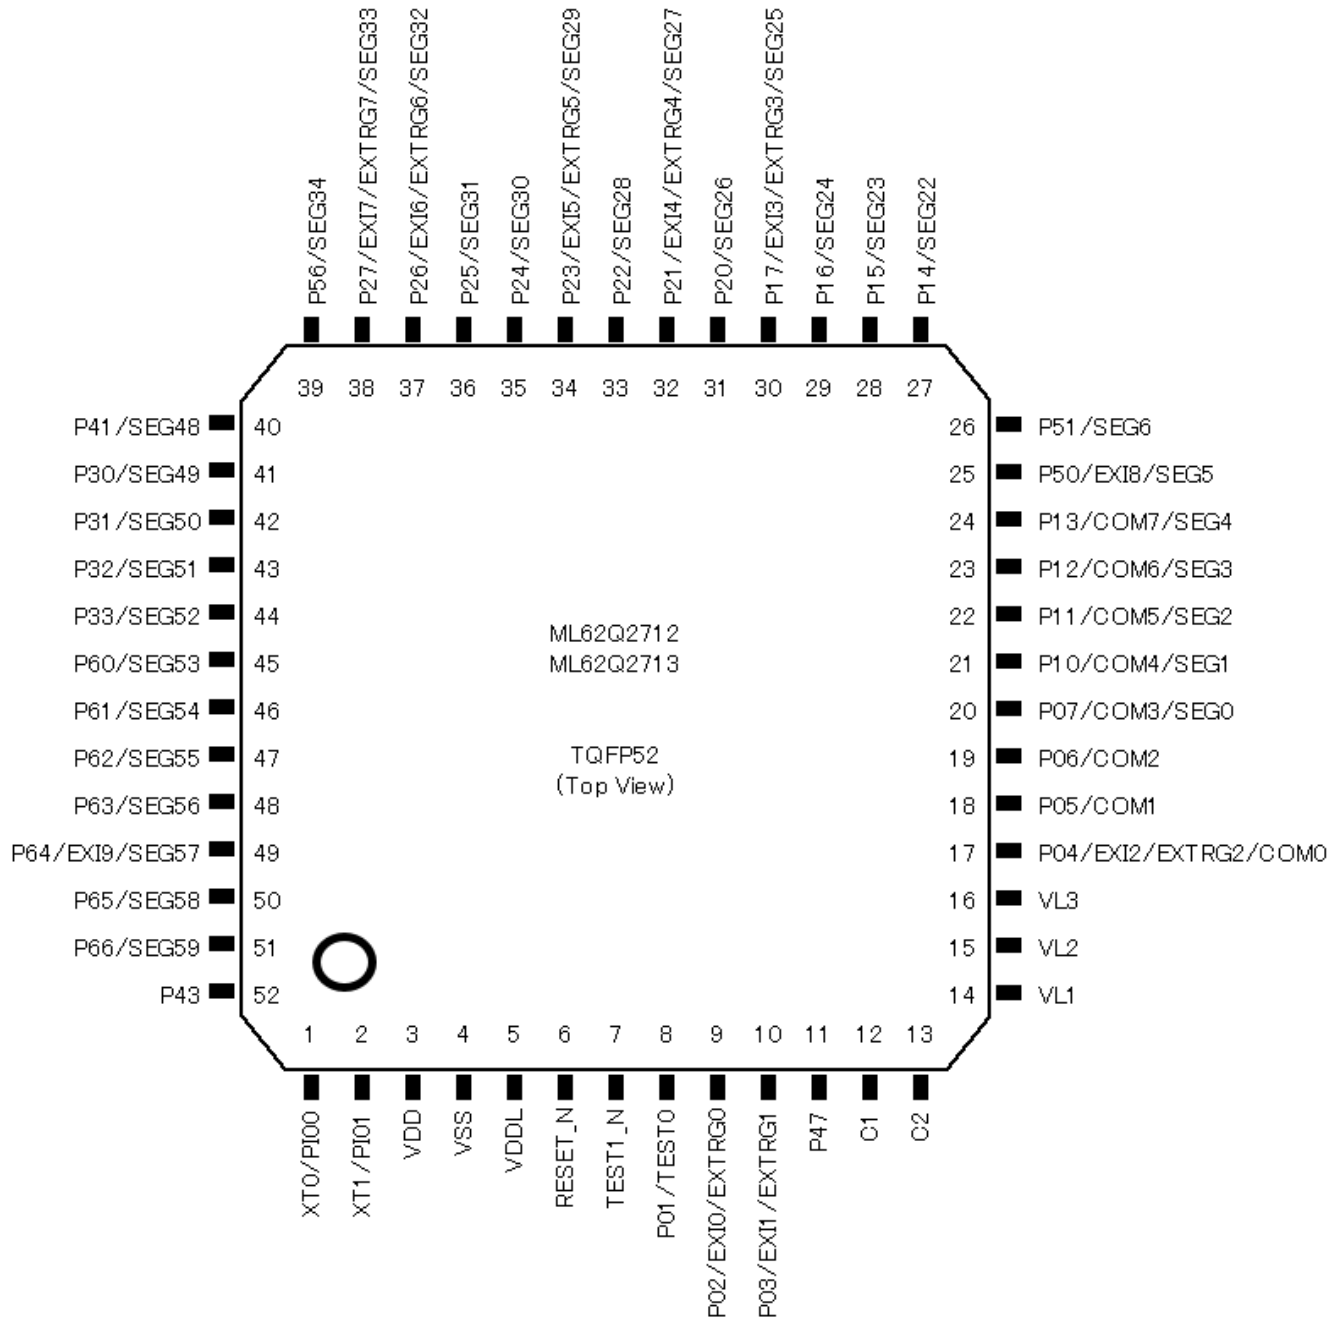 P56/SEG34
P27/EXI7/EXTRG7/SEG33
P26/EXI6/EXTRG6/SEG32
P25/SEG31
P24/SEG30
P23/EXI5/EXTRG5/SEG29
P22/SEG28
P21/EXI4/EXTRG4/SEG27
P20/SEG26
P17/EXI3/EXTRG3/SEG25
P16/SEG24
P15/SEG23
P14/SEG22
39 38 37 36 35 34 33 32 31 30 29 28 27
P41/SEG48 40
P30/SEG49 41
P31/SEG50 42
P32/SEG51 43
P33/SEG52 44
P60/SEG53 45
P61/SEG54 46
P62/SEG55 47
P63/SEG56 48
P64/EXI9/SEG57 49
P65/SEG58 50
P66/SEG59 51
P43 52
ML62Q2712
ML62Q2713
TQFP52
(Top View)
26 P51/SEG6
25 P50/EXI8/SEG5
24 P13/COM7/SEG4
23 P12/COM6/SEG3
22 P11/COM5/SEG2
21 P10/COM4/SEG1
20 P07/COM3/SEG0
19 P06/COM2
18 P05/COM1
17 P04/EXI2/EXTRG2/COM0
16 VL3
15 VL2
14 VL1
1 2 3 4 5 6 7 8 9 10 11 12 13
XT0/PI00
XT1/PI01
VDD
VSS
VDDL
RESET_N
TEST1_N
P01/TEST0
P02/EXI0/EXTRG0
P03/EXI1/EXTRG1
P47
C1
C2